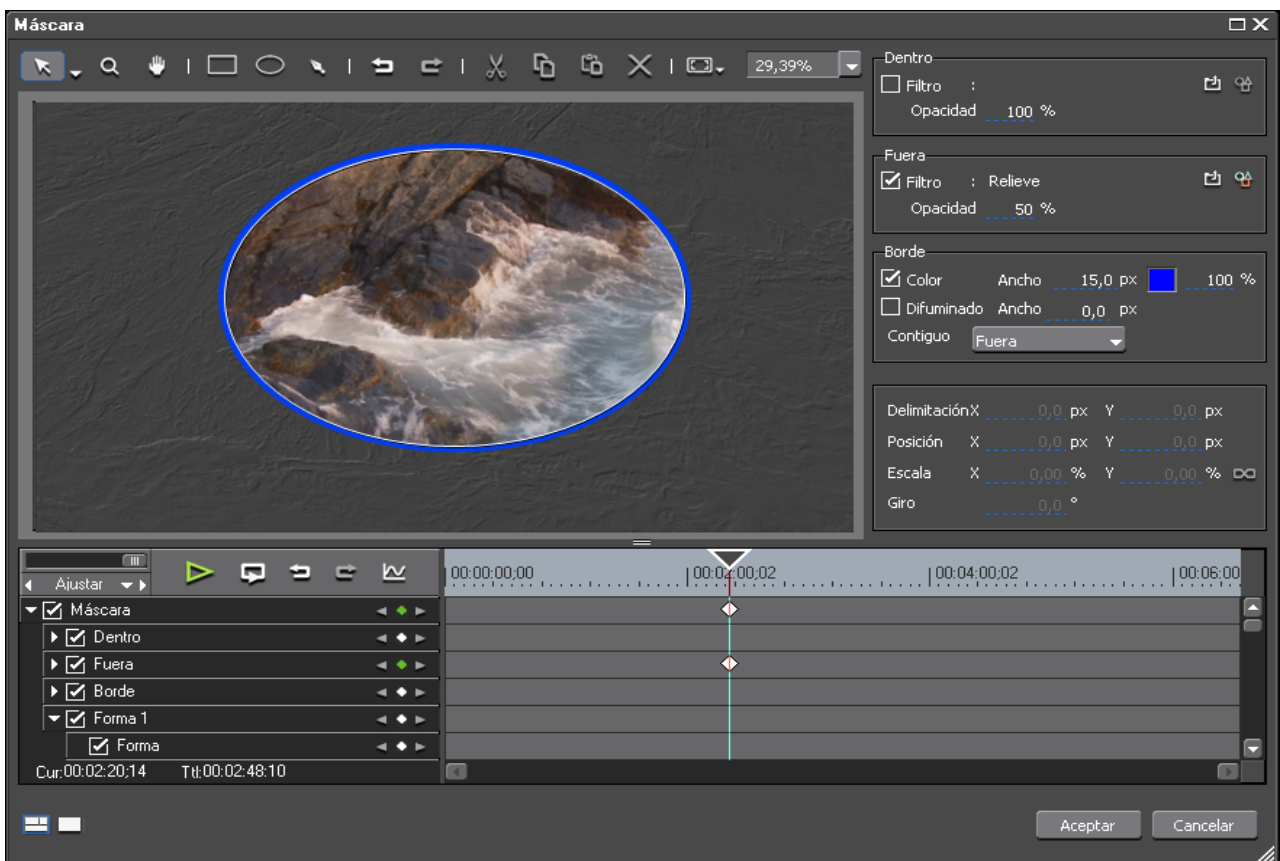 Máscara
29,39%
Dentro
Filtro :
Opacidad 100 %
Fuera
Filtro : Relieve
Opacidad 50 %
Borde
Color Ancho 15,0 px 100 %
Difuminado Ancho 0,0 px
Contiguo Fuera
DelimitaciónX 0,0 px Y 0,0 px
Posición X 0,0 px Y 0,0 px
Escala X 0,00 % Y 0,00 %
Giro 0,0 °
Ajustar
00:00:00;00 00:02:00;02 00:04:00;02 00:06:00
Máscara
Dentro
Fuera
Borde
Forma 1
Forma
Cur:00:02:20;14 Ttl:00:02:48:10
Aceptar Cancelar